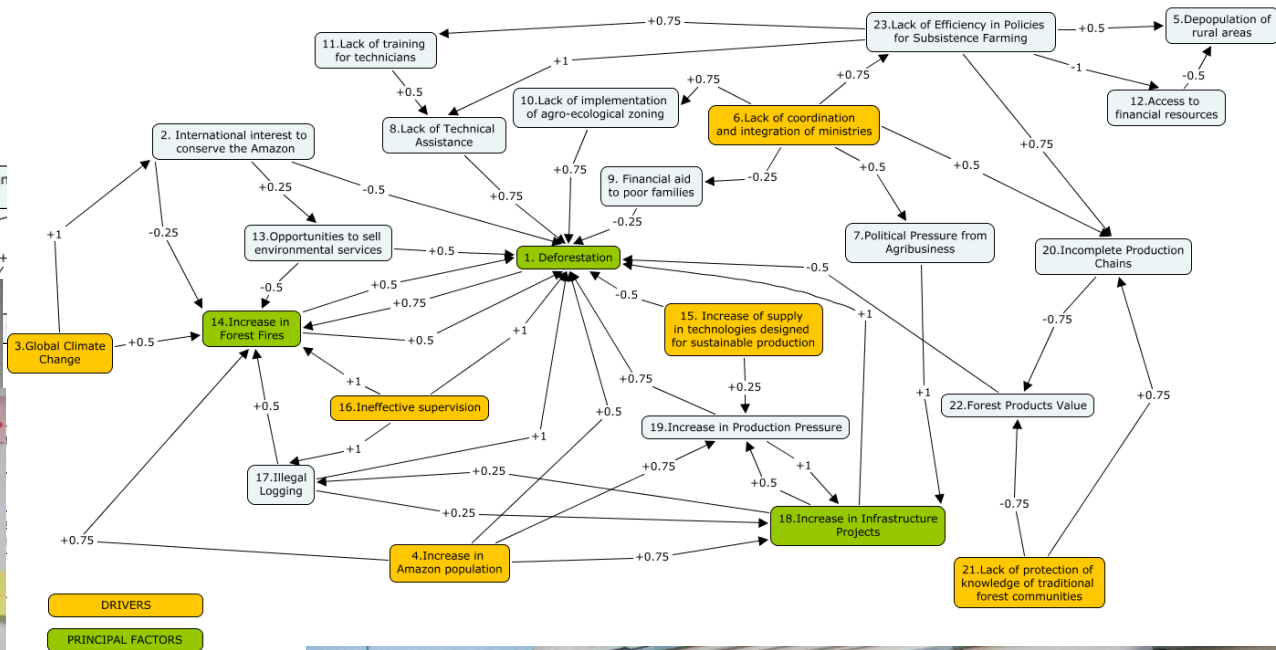 +0.75
23.Lack of Efficiency in Policies
for Subsistence Farming
+0.5
5.Depopulation of
rural areas
11.Lack of training
for technicians
+1
+0.75
-1
-0.5
+0.5
+0.75
10.Lack of implementation
of agro-ecological zoning
12.Access to
financial resources
6.Lack of coordination
and integration of ministries
8.Lack of Technical
Assistance
2. International interest to
conserve the Amazon
+0.75
+0.5
+0.75
-0.25
+0.5
9. Financial aid
to poor families
+0.25
-0.5
+0.75
-0.25
-0.25
+1
13.Opportunities to sell
environmental services
+0.5
7.Political Pressure from
Agribusiness
20.Incomplete Production
Chains
1. Deforestation
-0.5
-0.5
+0.5
-0.5
+0.75
14.Increase in
Forest Fires
+1
15. Increase of supply
in technologies designed
for sustainable production
+1
-0.75
3.Global Climate
Change
+0.5
+0.5
+0.75
+0.25
+1
+1
+0.75
16.Ineffective supervision
22.Forest Products Value
+0.5
+0.5
19.Increase in Production Pressure
+1
+1
+0.75
+1
17.Illegal
Logging
+0.25
+0.5
-0.75
+0.25
18.Increase in Infrastructure
Projects
+0.75
4.Increase in
Amazon population
+0.75
21.Lack of protection of
knowledge of traditional
forest communities
DRIVERS
PRINCIPAL FACTORS